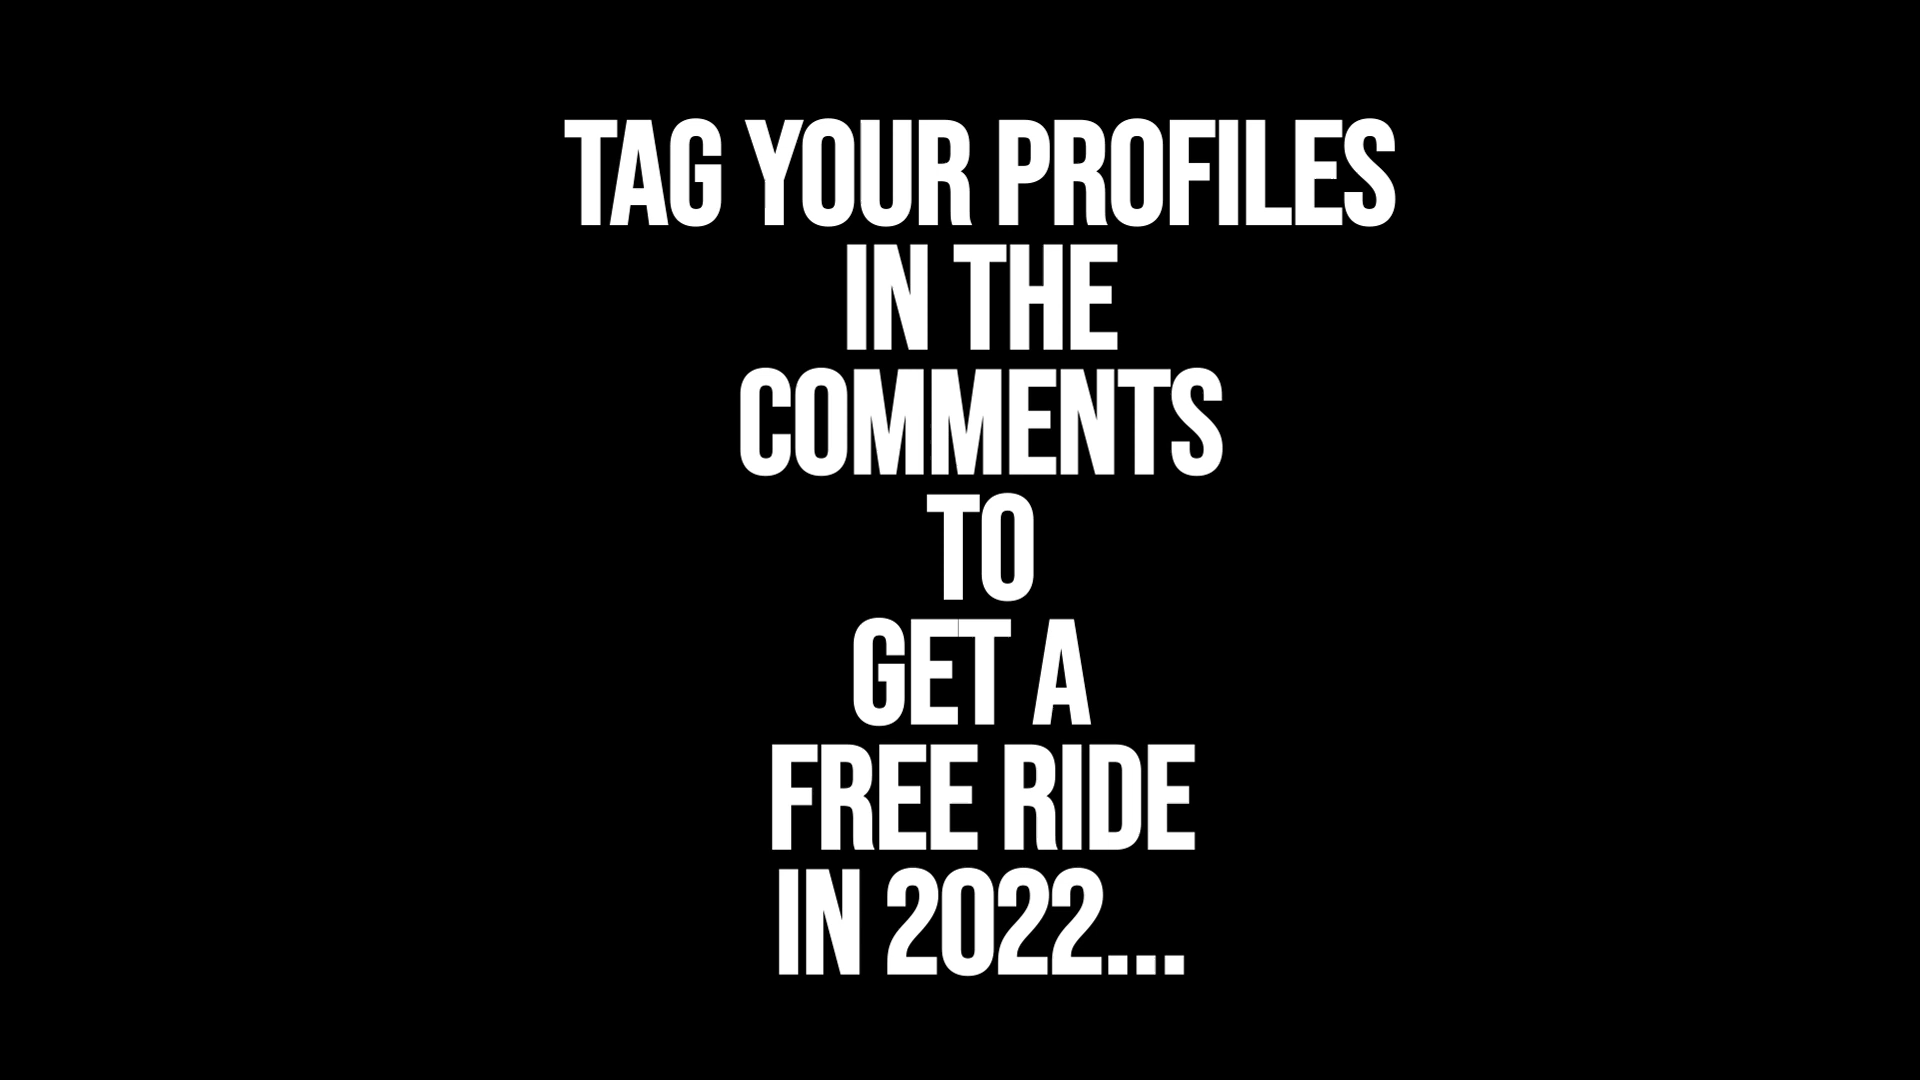 TAG YOUR PROFILES
IN THE
COMMENTS
TO
GET A
FREE RIDE
IN 2022...